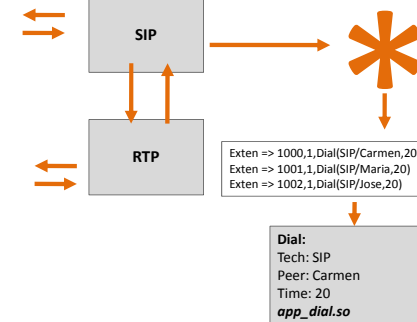 SIP
RTP
Exten => 1000,1,Dial(SIP/Carmen,20
Exten => 1001,1,Dial(SIP/Maria,20)
Exten => 1002,1,Dial(SIP/Jose,20)
Dial:
Tech: SIP
Peer: Carmen
Time: 20
app_dial.so